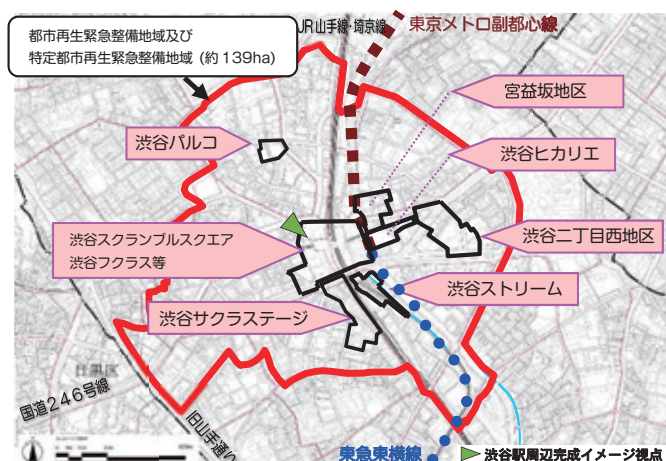 都市再生緊急整備地域及び
特定都市再生緊急整備地域 (約139ha)
JR山手線・埼京線
東京メトロ副都心線
宮益坂地区
渋谷パルコ
渋谷ヒカリエ
渋谷スクランブルスクエア
渋谷フクラス等
渋谷二丁目西地区
渋谷ストリーム
渋谷サクラステージ
目黒区
国道246号線
旧山手通り
東急東横線
渋谷駅周辺完成イメージ視点